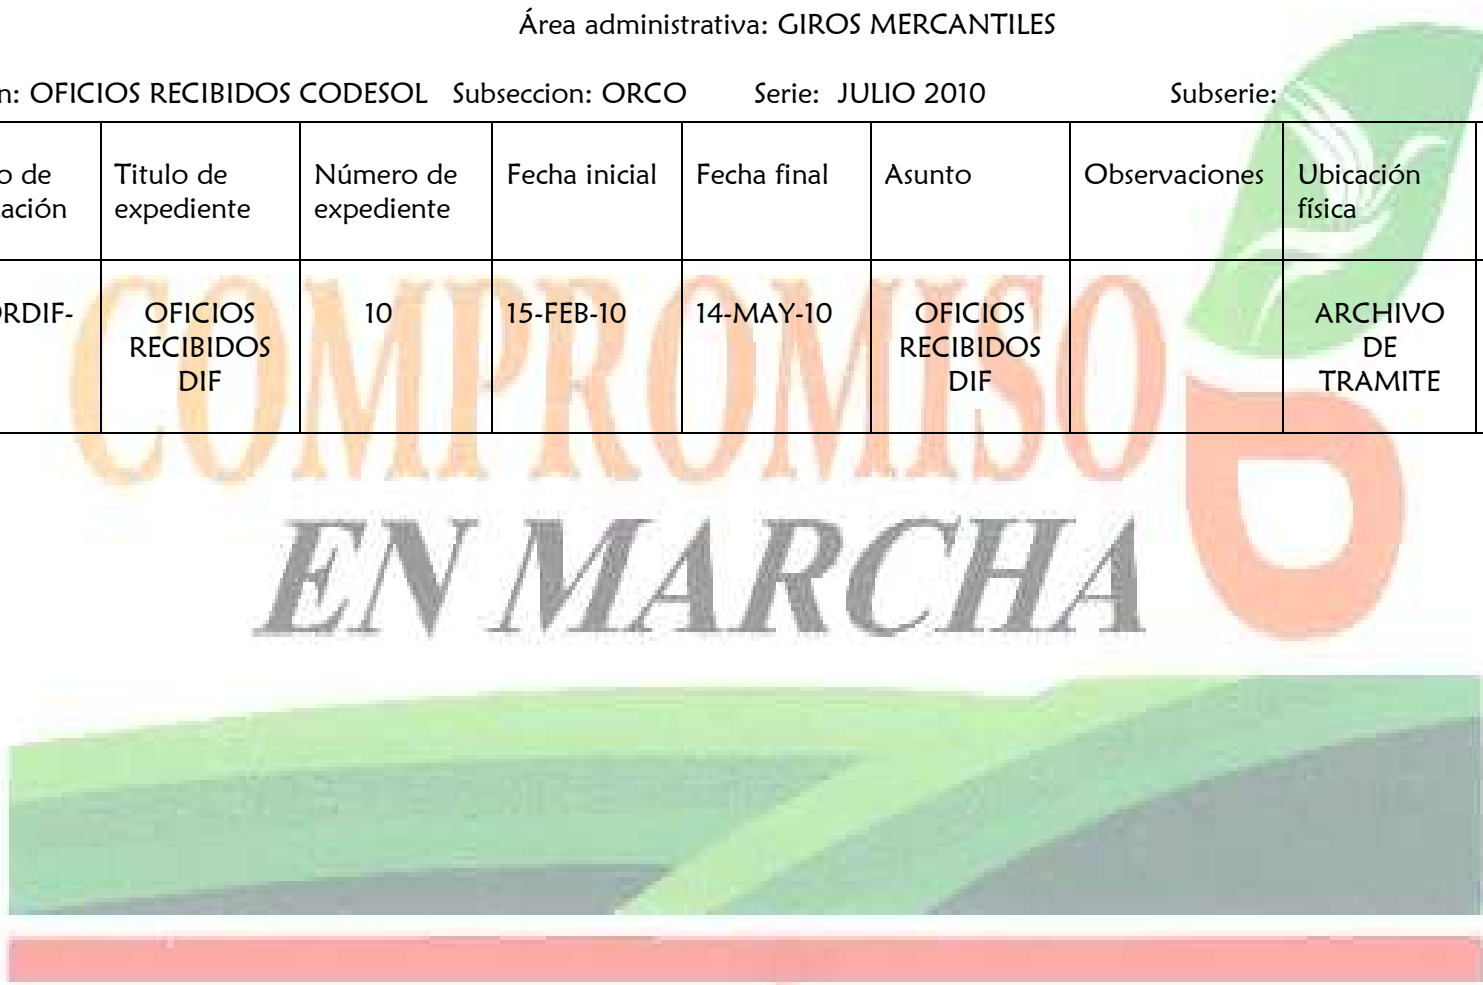 Área administrativa: GIROS MERCANTILES
n: OFICIOS RECIBIDOS CODESOL Subseccion: ORCO Serie: JULIO 2010 Subserie:
o de Titulo de Número de Fecha inicial Fecha final Asunto Observaciones Ubicación
ación expediente expediente física
ORDIF- OFICIOS 10 15-FEB-10 14-MAY-10 OFICIOS ARCHIVO
RECIBIDOS RECIBIDOS DE
DIF DIF TRAMITE
COMPROMISO
EN MARCHA